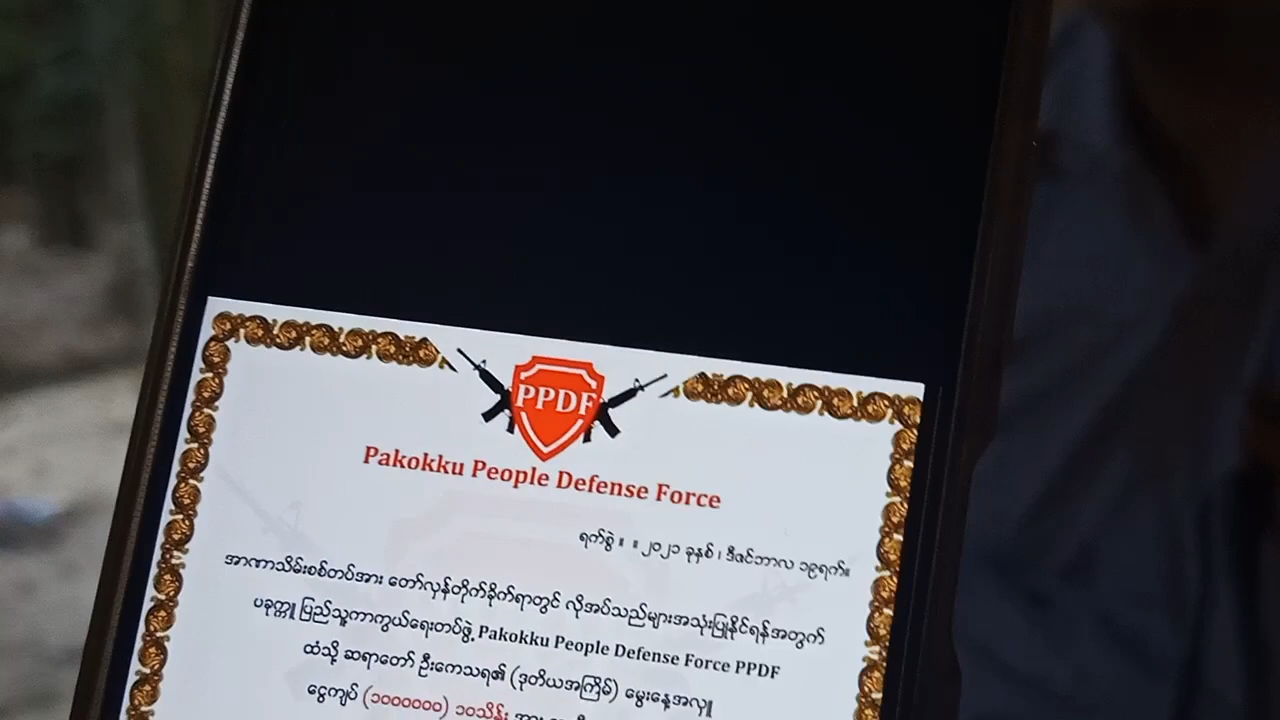 PPDF
Pakokku People Defense Force
ရက်စွဲ ။ ။ ၂၀၂၁ ခုနှစ် ၊ ဒီဇင်ဘာလ ၁၉ရက်။
အာဏာသိမ်းစစ်တပ်အား တော်လှန်တိုက်ခိုက်ရာတွင် လိုအပ်သည်များအသုံးပြုနိုင်ရန်အတွက်
ပခုက္ကူ ပြည်သူ့ကာကွယ်ရေးတပ်ဖွဲ့ Pakokku People Defense Force PPDF
ထံသို့ ဆရာတော် ဦးကေသရ၏ (ဒုတိယအကြိမ်) မွေးနေ့အလှူ
ငွေကျပ် (၁၀၀၀၀၀၀) ၁၀သိန်း